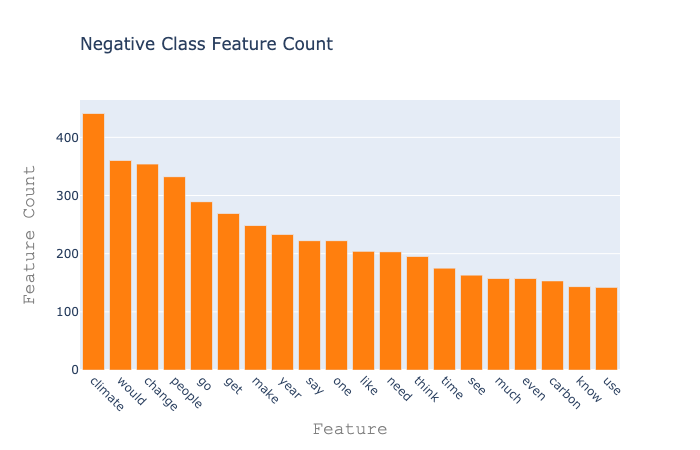 Negative Class Feature Count
Feature Count
400
300
200
100
0
climate
would
change
people
go
get
make
year
say
one
like
need
think
time
see
much
even
carbon
know
use
Feature